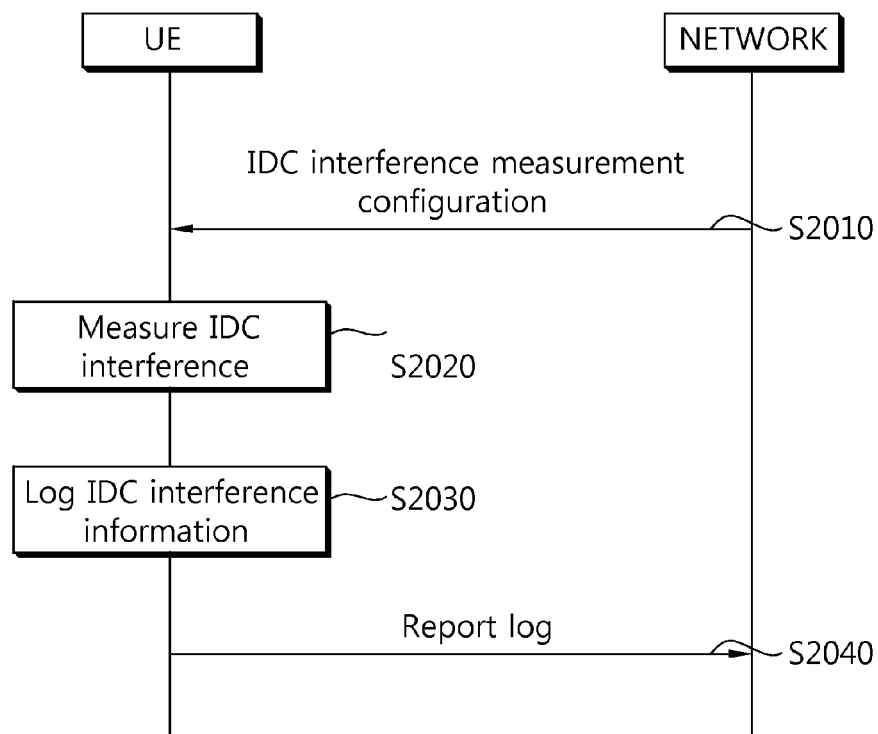 UE
NETWORK
IDC interference measurement
configuration
S2010
Measure IDC
interference
S2020
Log IDC interference
information
S2030
Report log
S2040